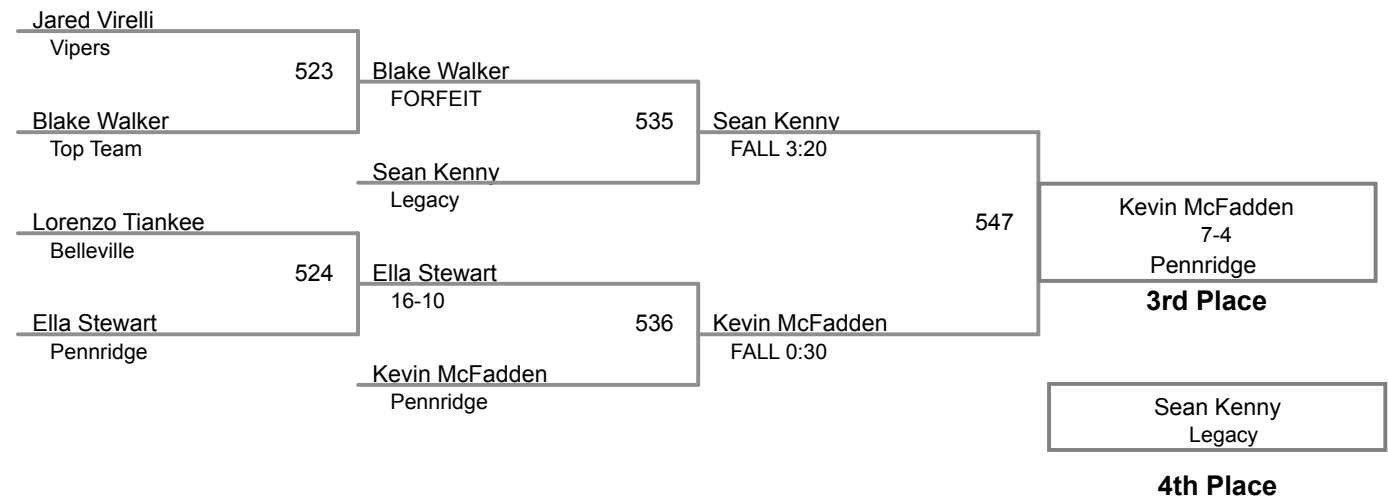 Jared Virelli
Vipers
523
Blake Walker
FORFEIT
Blake Walker
Top Team
535
Sean Kenny
FALL 3:20
Sean Kenny
Legacy
Lorenzo Tiankee
Belleville
547
Kevin McFadden
7-4
Pennridge
3rd Place
524
Ella Stewart
16-10
Ella Stewart
Pennridge
536
Kevin McFadden
FALL 0:30
Kevin McFadden
Pennridge
Sean Kenny
Legacy
4th Place